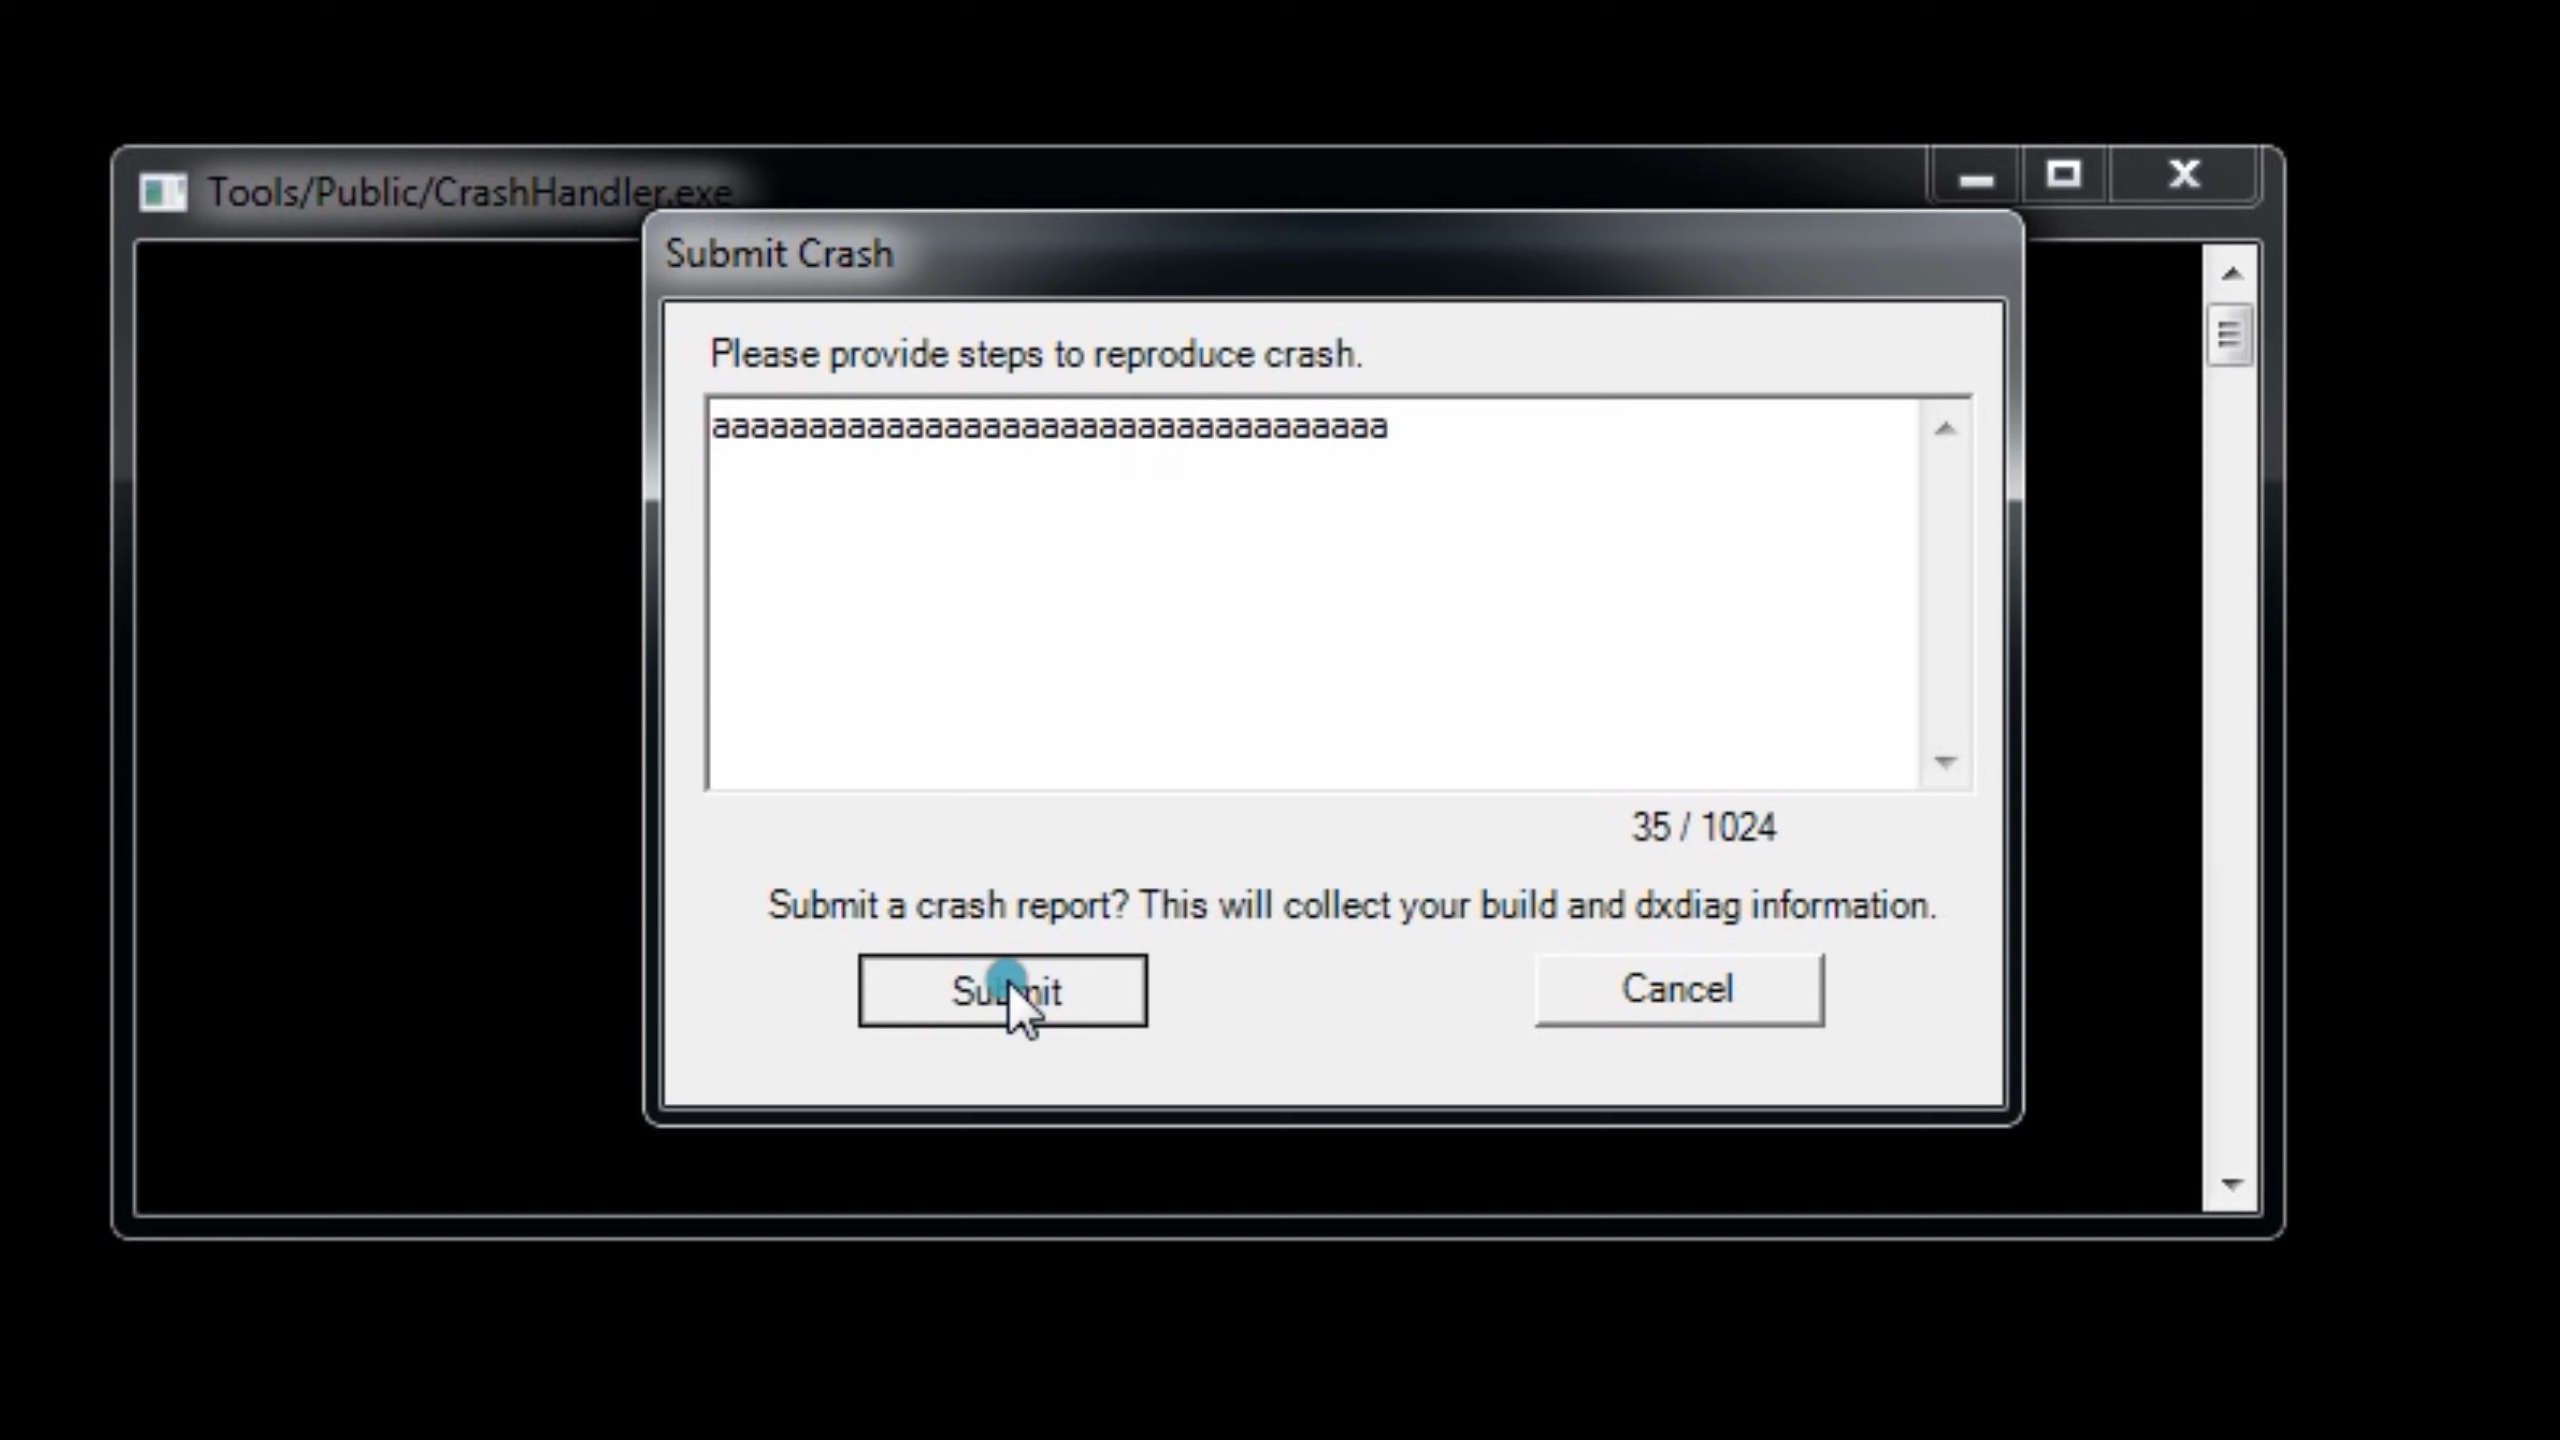 Tools/Public/CrashHandler.exe
Submit Crash
Please provide steps to reproduce crash.
aaaaaaaaaaaaaaaaaaaaaaaaaaaaaaaaaaa
35 / 1024
Submit a crash report? This will collect your build and dxdiag information.
Submit
Cancel